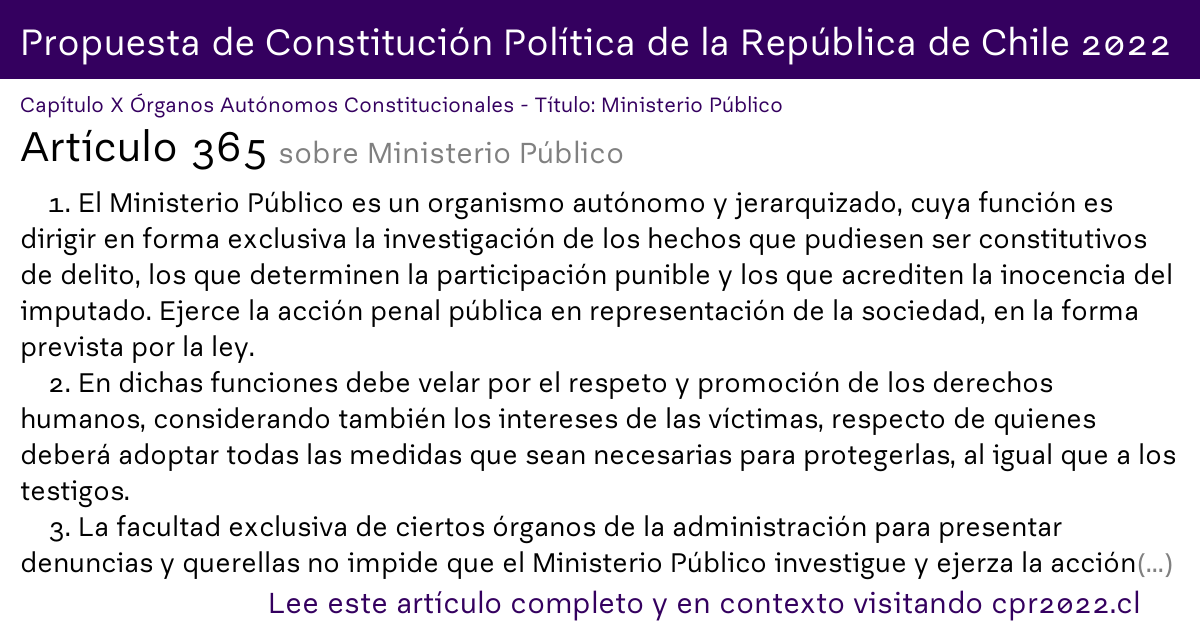 Propuesta de Constitución Política de la República de Chile 2022
Capítulo X Órganos Autónomos Constitucionales - Título: Ministerio Público
Artículo 365 sobre Ministerio Público
1. El Ministerio Público es un organismo autónomo y jerarquizado, cuya función es
dirigir en forma exclusiva la investigación de los hechos que pudiesen ser constitutivos
de delito, los que determinen la participación punible y los que acrediten la inocencia del
imputado. Ejerce la acción penal pública en representación de la sociedad, en la forma
prevista por la ley.
2. En dichas funciones debe velar por el respeto y promoción de los derechos
humanos, considerando también los intereses de las víctimas, respecto de quienes
deberá adoptar todas las medidas que sean necesarias para protegerlas, al igual que a los
testigos.
3. La facultad exclusiva de ciertos órganos de la administración para presentar
denuncias y querellas no impide que el Ministerio Público investigue y ejerza la acción(...)
Lee este artículo completo y en contexto visitando cpr2022.cl